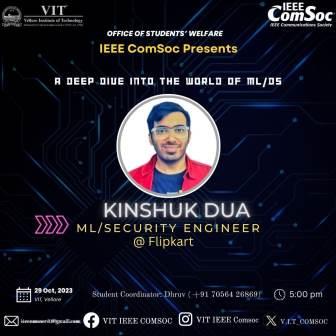 VIT
Vellore Institute of Technology
IEEE
ComSoc
IEEE Communications Society
OFFICE OF STUDENTS' WELFARE
IEEE ComSoc Presents
A DEEP DIVE INTO THE WORLD OF ML/DS
KINSHUK DUA
ML/SECURITY ENGINEER
@ Flipkart
29 Oct, 2023
VIT, Vellore
Student Coordinator: Dhruv ( +91 70564 26869)
5:00 pm
VIT IEEE COMSOC
VIT IEEE Comsoc
V.I.T_COMSOC